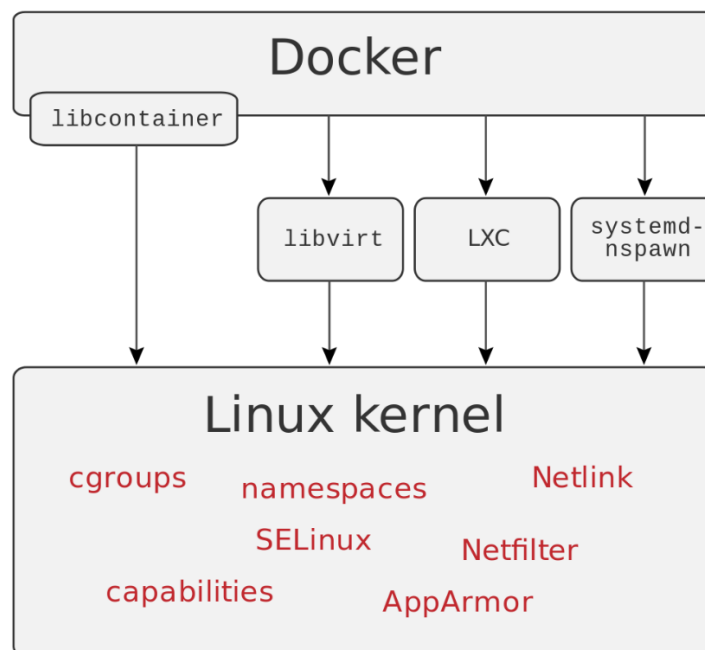 Docker
libcontainer
libvirt
LXC
systemd-
nspawn
Linux kernel
cgroups
namespaces
Netlink
SELinux
Netfilter
capabilities
AppArmor